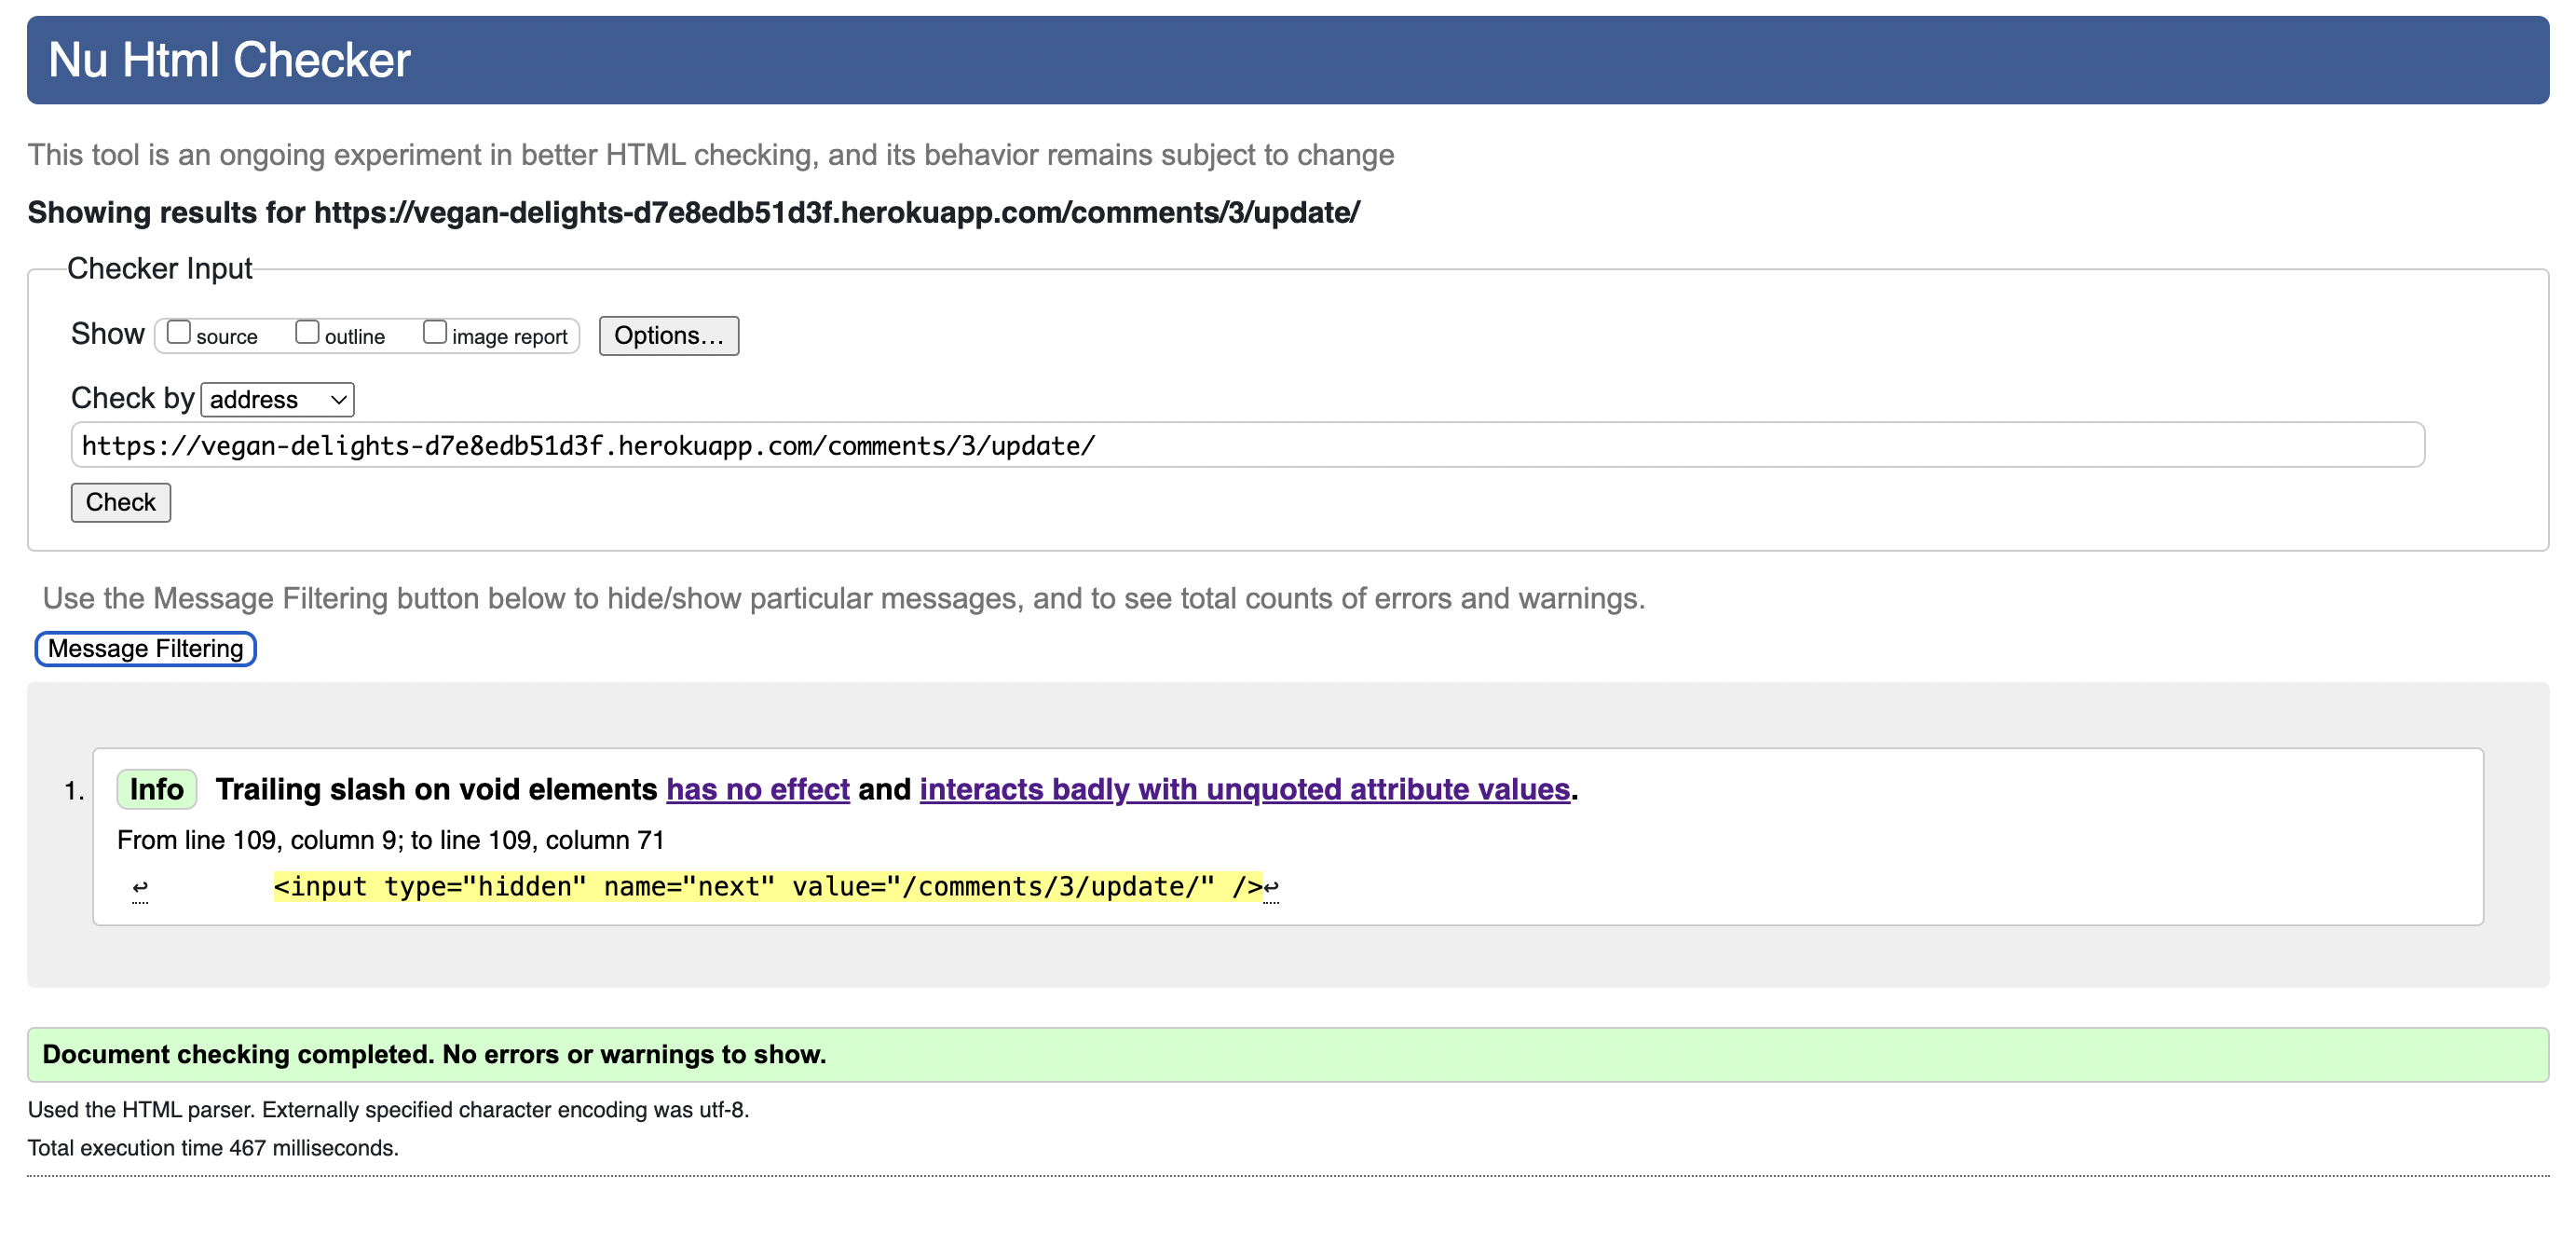 Nu Html Checker
This tool is an ongoing experiment in better HTML checking, and its behavior remains subject to change
Showing results for https://vegan-delights-d7e8edb51d3f.herokuapp.com/comments/3/update/
Checker Input
Show source outline image report Options…
Check by address
https://vegan-delights-d7e8edb51d3f.herokuapp.com/comments/3/update/
Check
Use the Message Filtering button below to hide/show particular messages, and to see total counts of errors and warnings.
Message Filtering
1. Info Trailing slash on void elements has no effect and interacts badly with unquoted attribute values.
From line 109, column 9; to line 109, column 71
↩ <input type="hidden" name="next" value="/comments/3/update/" />↩
Document checking completed. No errors or warnings to show.
Used the HTML parser. Externally specified character encoding was utf-8.
Total execution time 467 milliseconds.